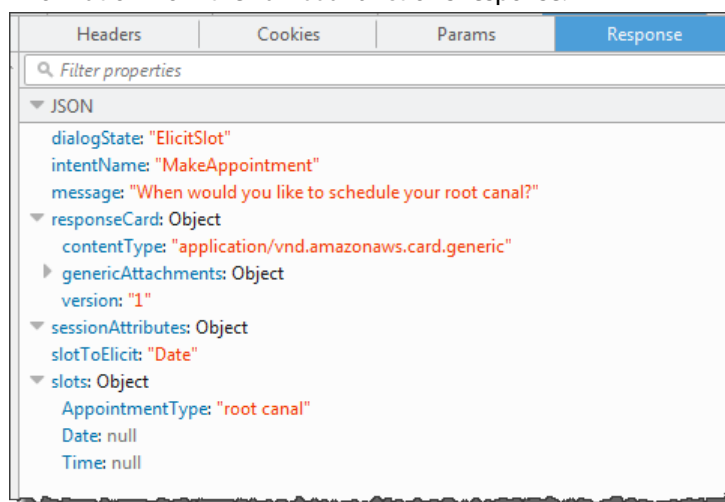 Headers Cookies Params Response
Filter properties
JSON
dialogState: "ElicitSlot"
intentName: "MakeAppointment"
message: "When would you like to schedule your root canal?"
responseCard: Object
contentType: "application/vnd.amazonaws.card.generic"
genericAttachments: Object
version: "1"
sessionAttributes: Object
slotToElicit: "Date"
slots: Object
AppointmentType: "root canal"
Date: null
Time: null